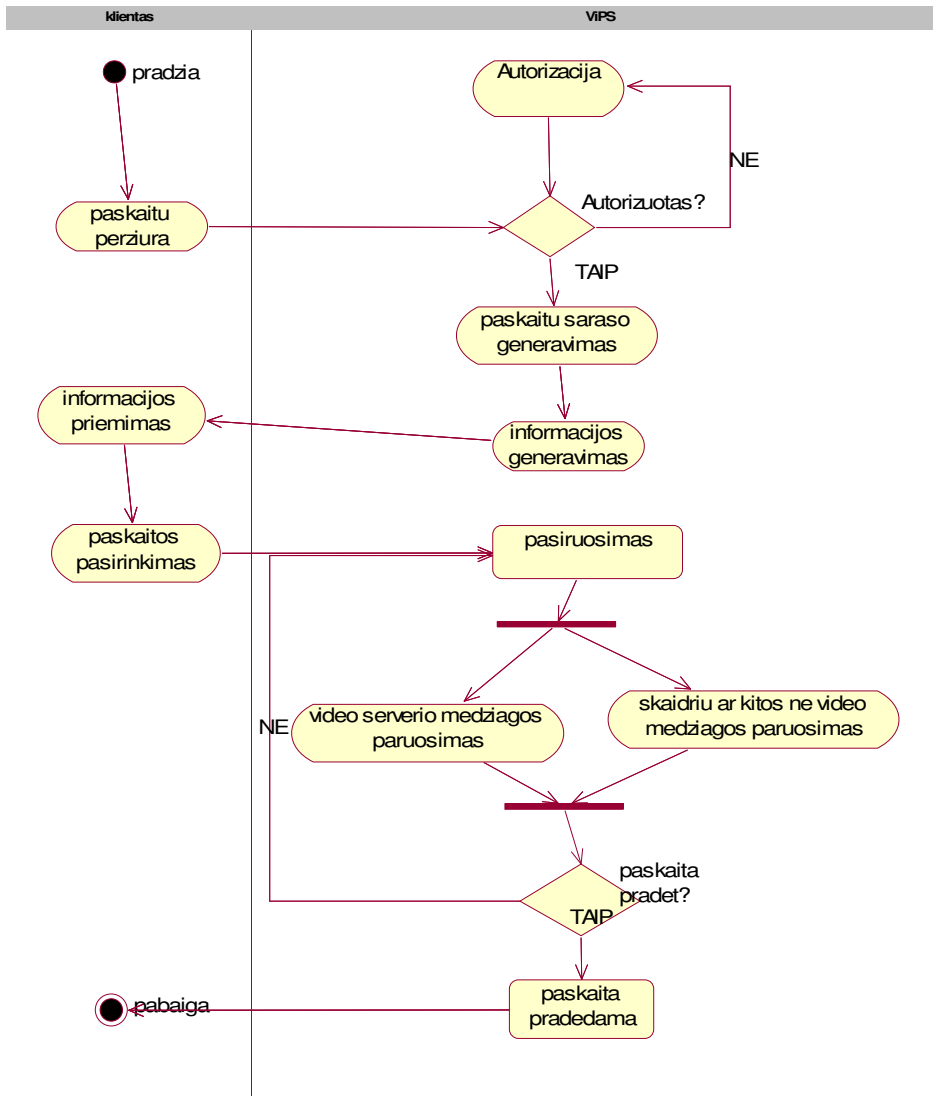 klientas
ViPS
pradzia
Autorizacija
NE
paskaitu
perziura
Autorizuotas?
TAIP
paskaitu saraso
generavimas
informacijos
priemimas
informacijos
generavimas
paskaitos
pasirinkimas
pasiruosimas
NE
video serverio medziagos
paruosimas
skaidriu ar kitos ne video
medziagos paruosimas
paskaita
pradet?
TAIP
paskaita
pradedama
pabaiga